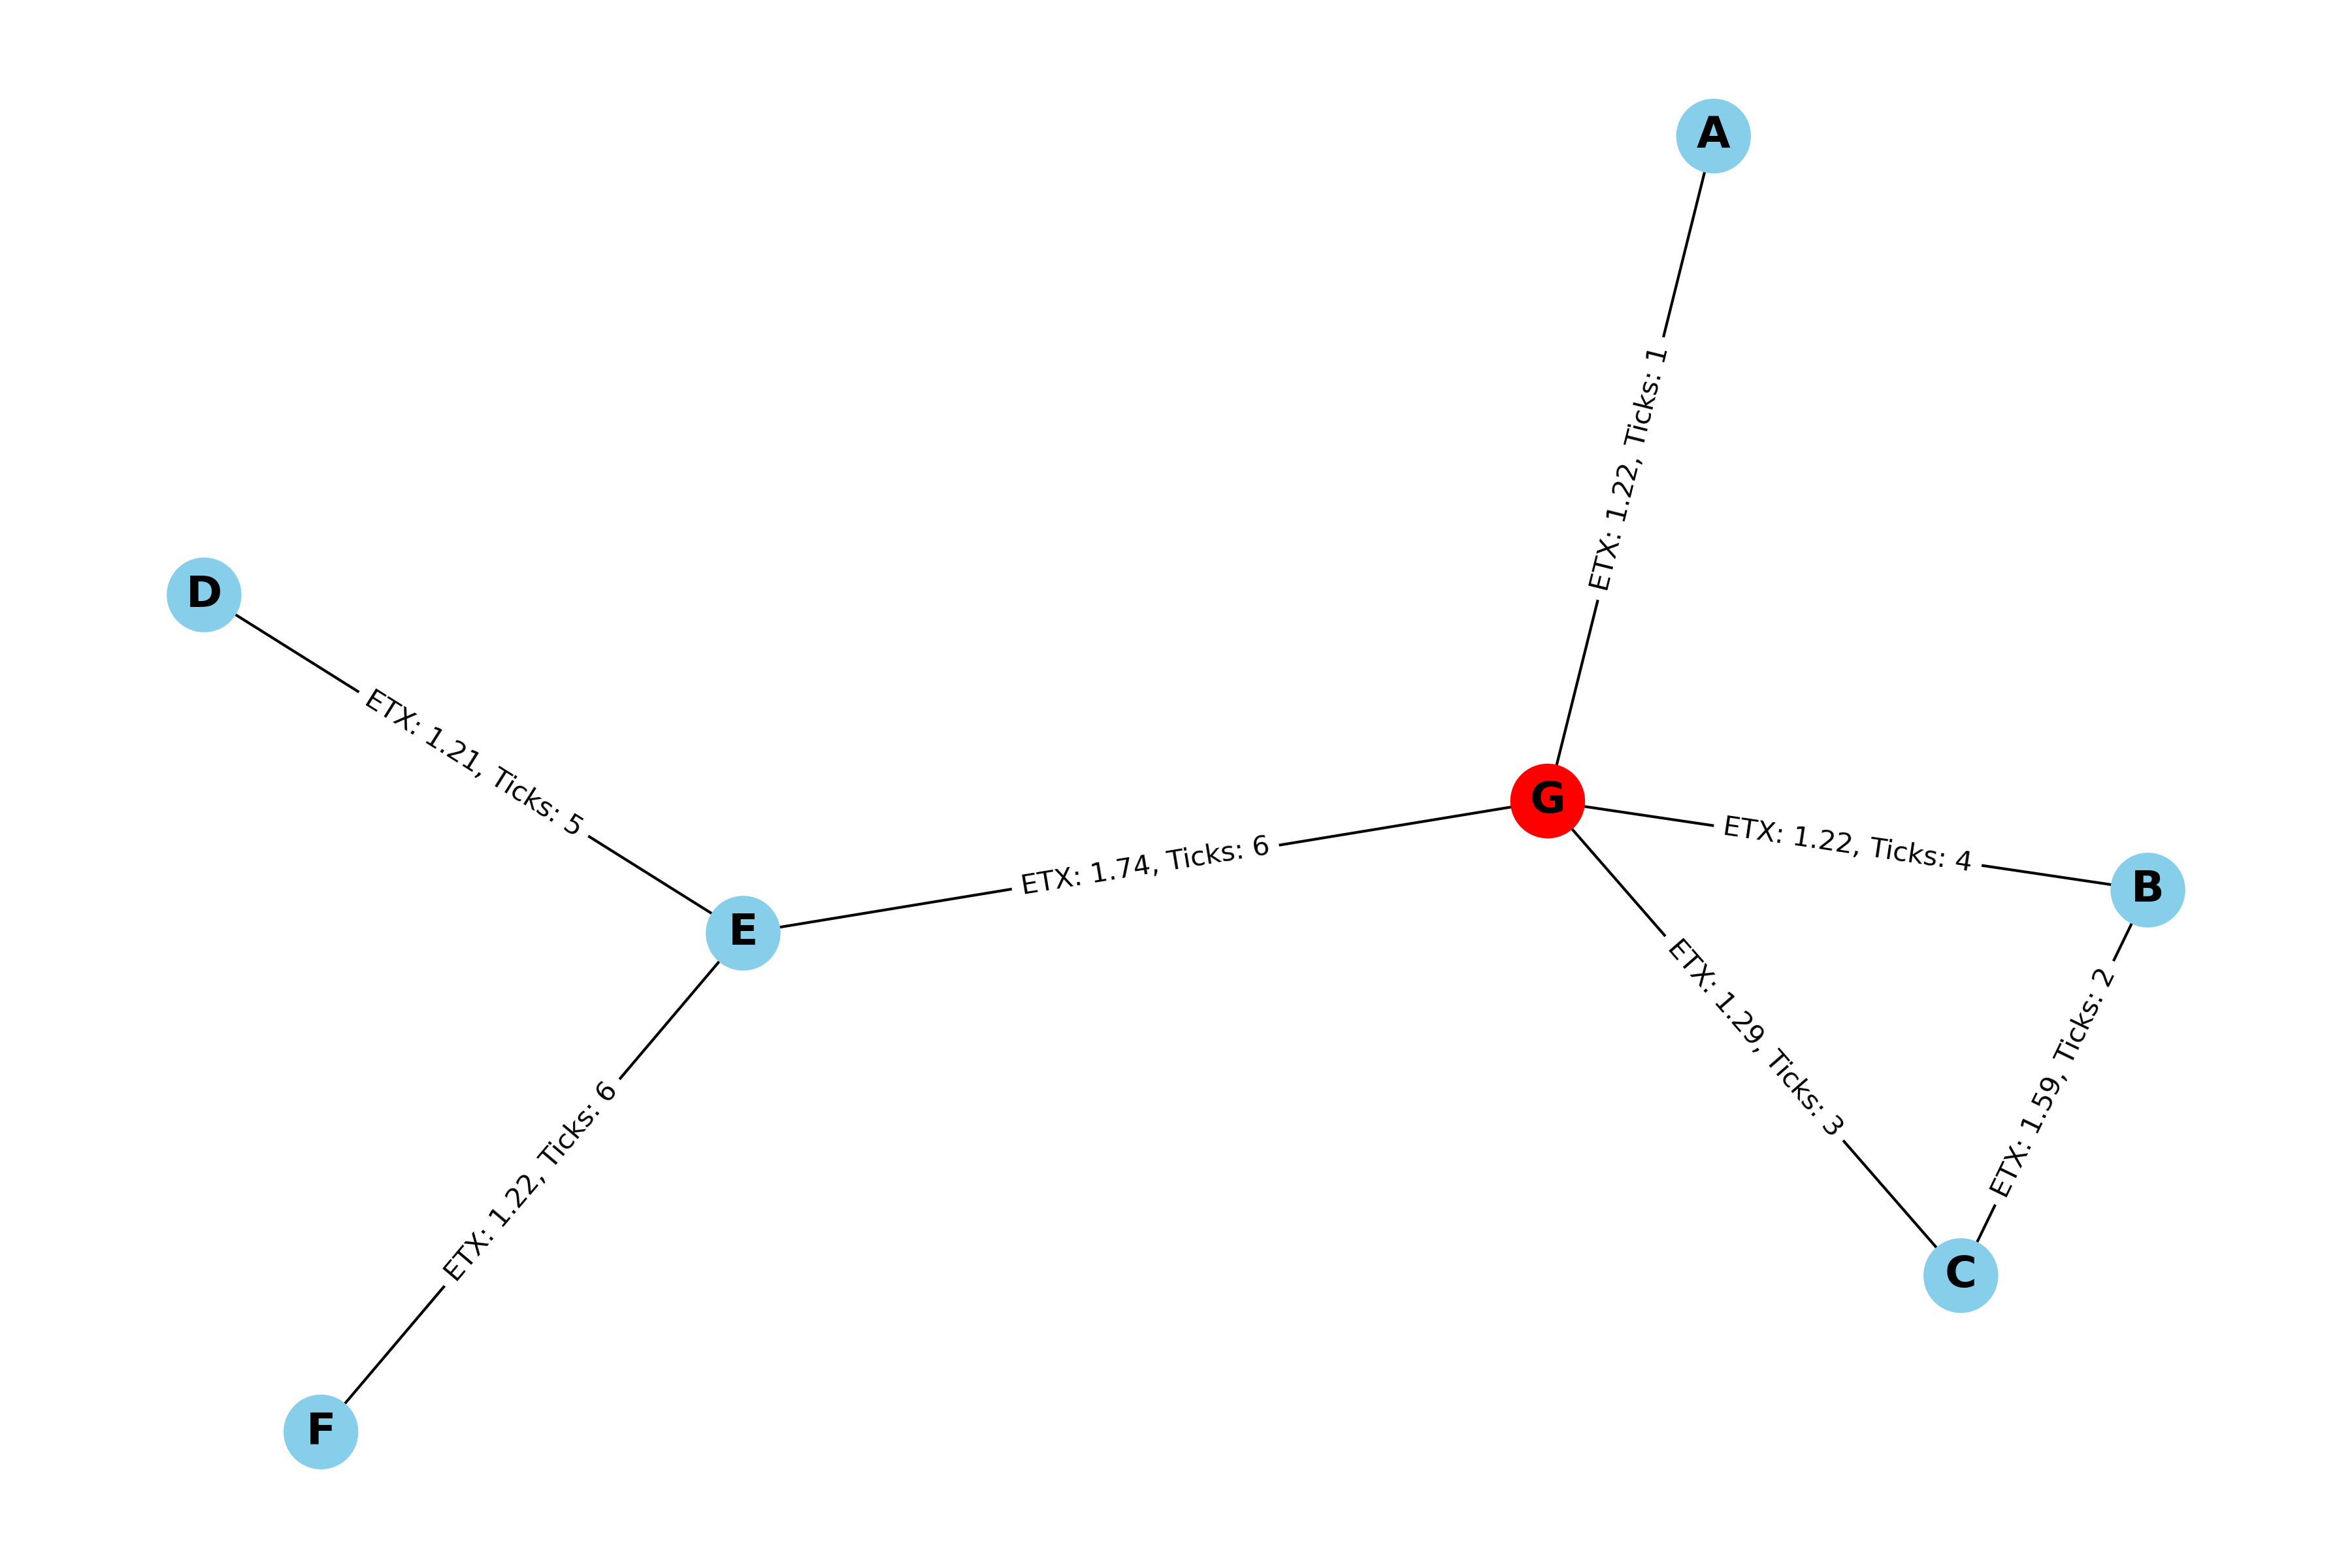 A
ETX: 1.22, Ticks: 1
D
ETX: 1.21, Ticks: 5
G
ETX: 1.22, Ticks: 4
ETX: 1.74, Ticks: 6
B
E
ETX: 1.29, Ticks: 3
ETX: 1.59, Ticks: 2
ETX: 1.22, Ticks: 6
C
F